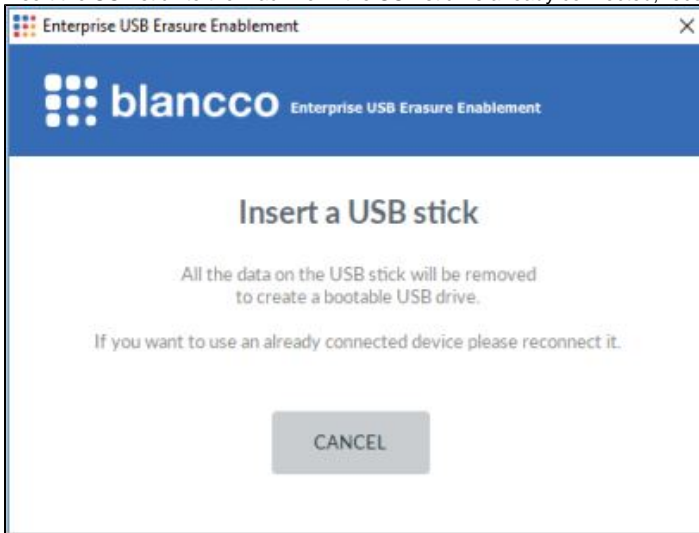 Enterprise USB Erasure Enablement
blancco Enterprise USB Erasure Enablement
Insert a USB stick
All the data on the USB stick will be removed
to create a bootable USB drive.
If you want to use an already connected device please reconnect it.
CANCEL